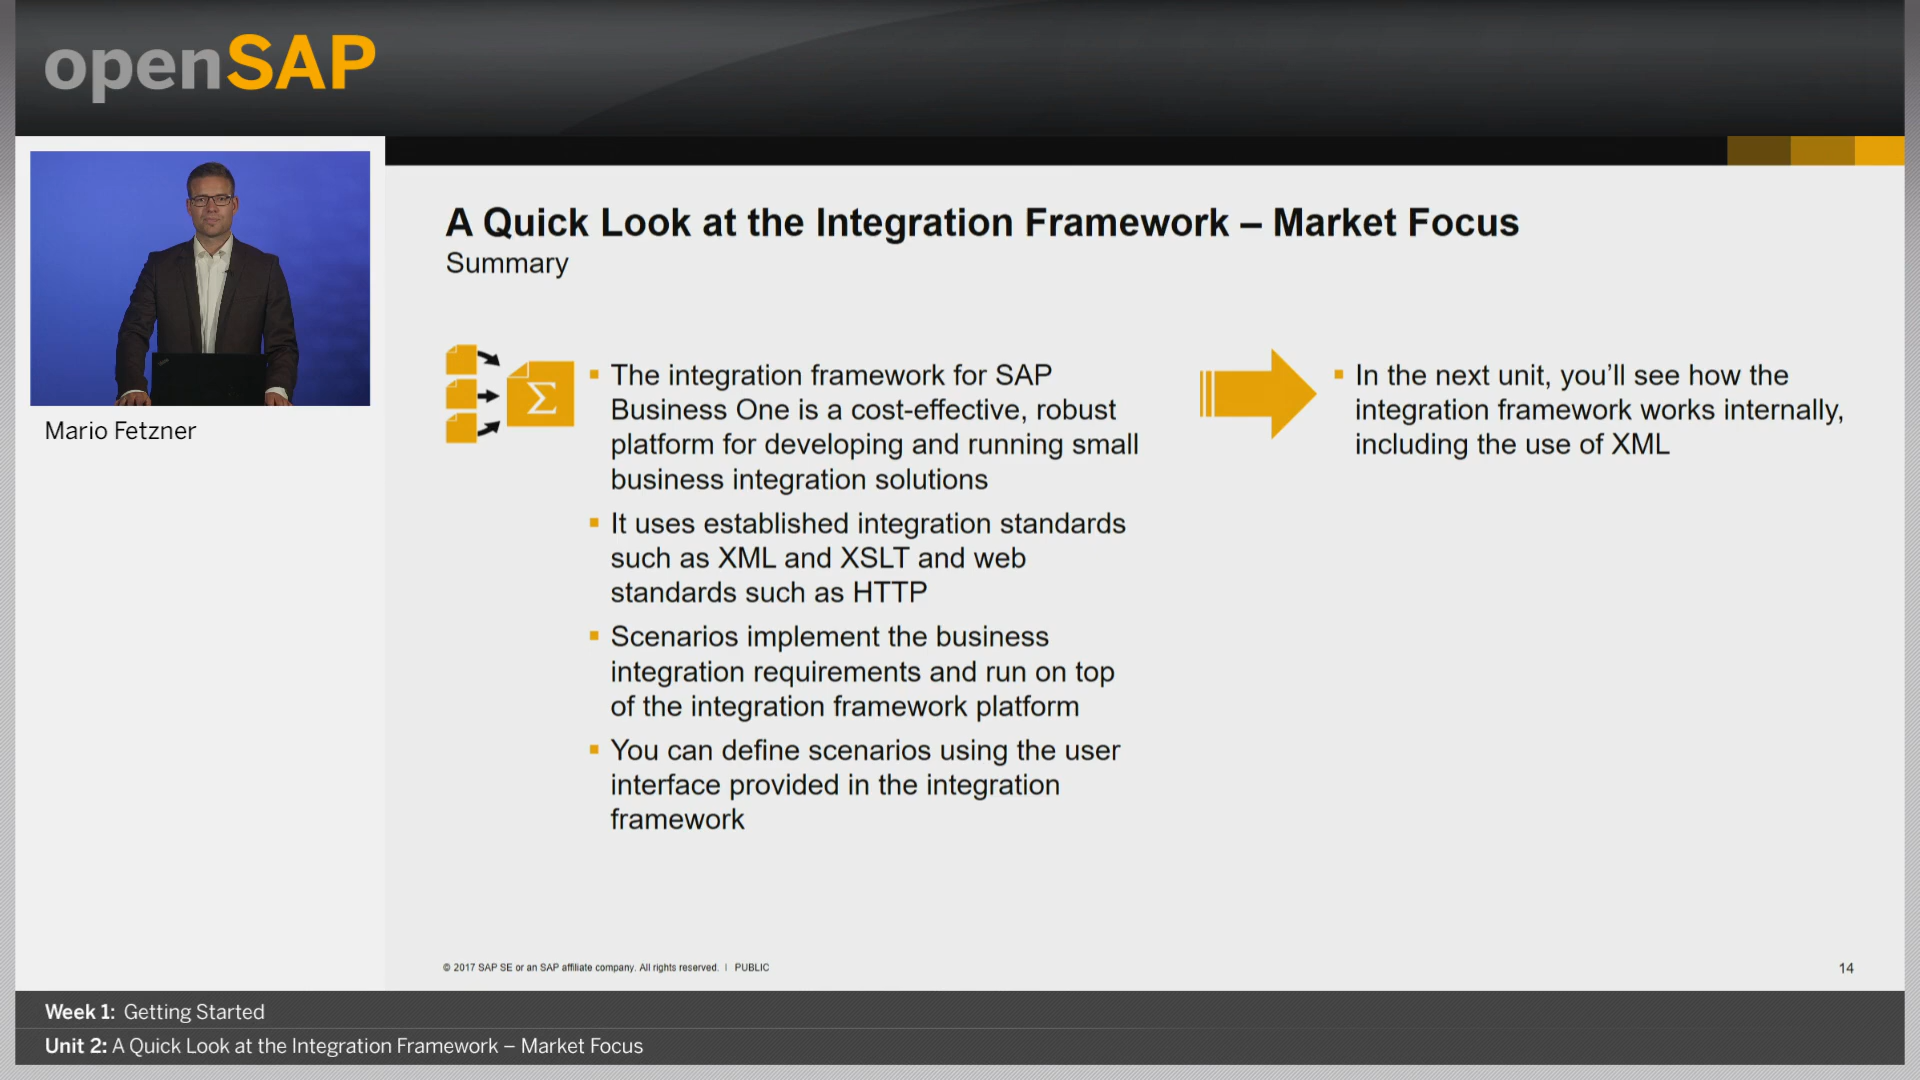 openSAP
Mario Fetzner
A Quick Look at the Integration Framework – Market Focus
Summary
Σ
▪ The integration framework for SAP
Business One is a cost-effective, robust
platform for developing and running small
business integration solutions
▪ It uses established integration standards
such as XML and XSLT and web
standards such as HTTP
▪ Scenarios implement the business
integration requirements and run on top
of the integration framework platform
▪ You can define scenarios using the user
interface provided in the integration
framework
▪ In the next unit, you’ll see how the
integration framework works internally,
including the use of XML
© 2017 SAP SE or an SAP affiliate company. All rights reserved. | PUBLIC
14
Week 1: Getting Started
Unit 2: A Quick Look at the Integration Framework – Market Focus